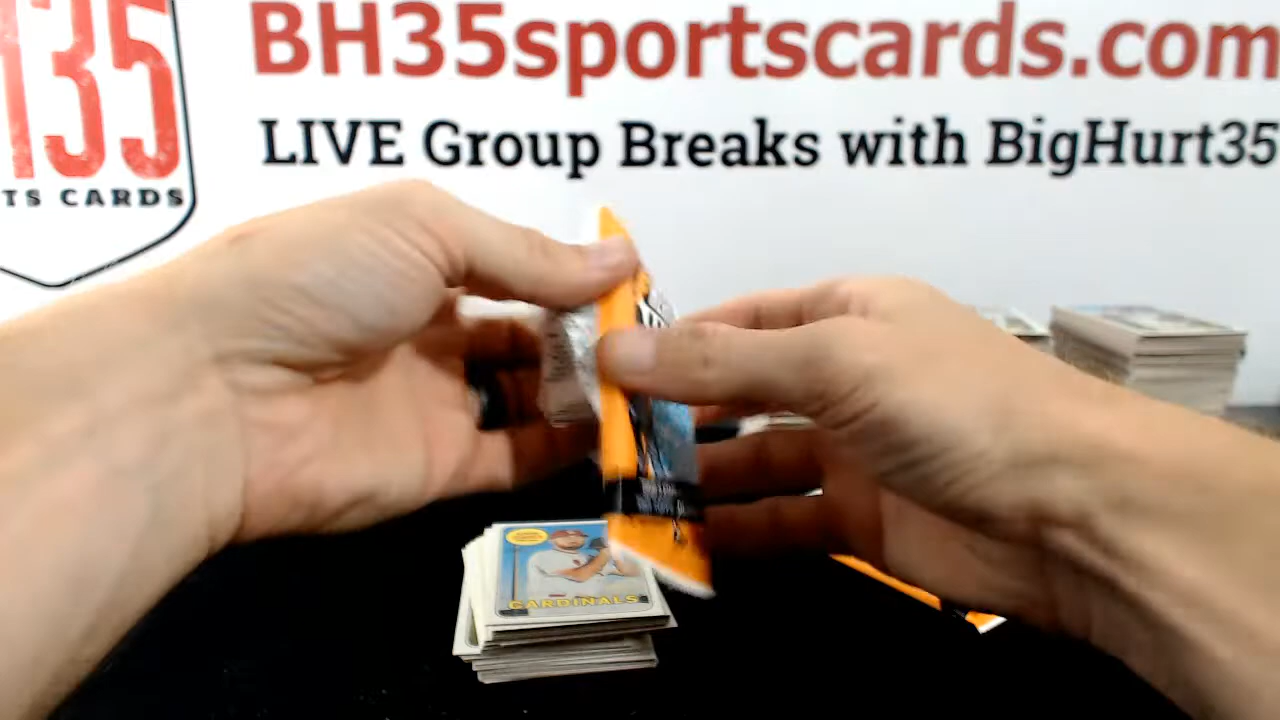 BH35sportscards.com
LIVE Group Breaks with BigHurt35
135
TS CARDS
CARDINALS